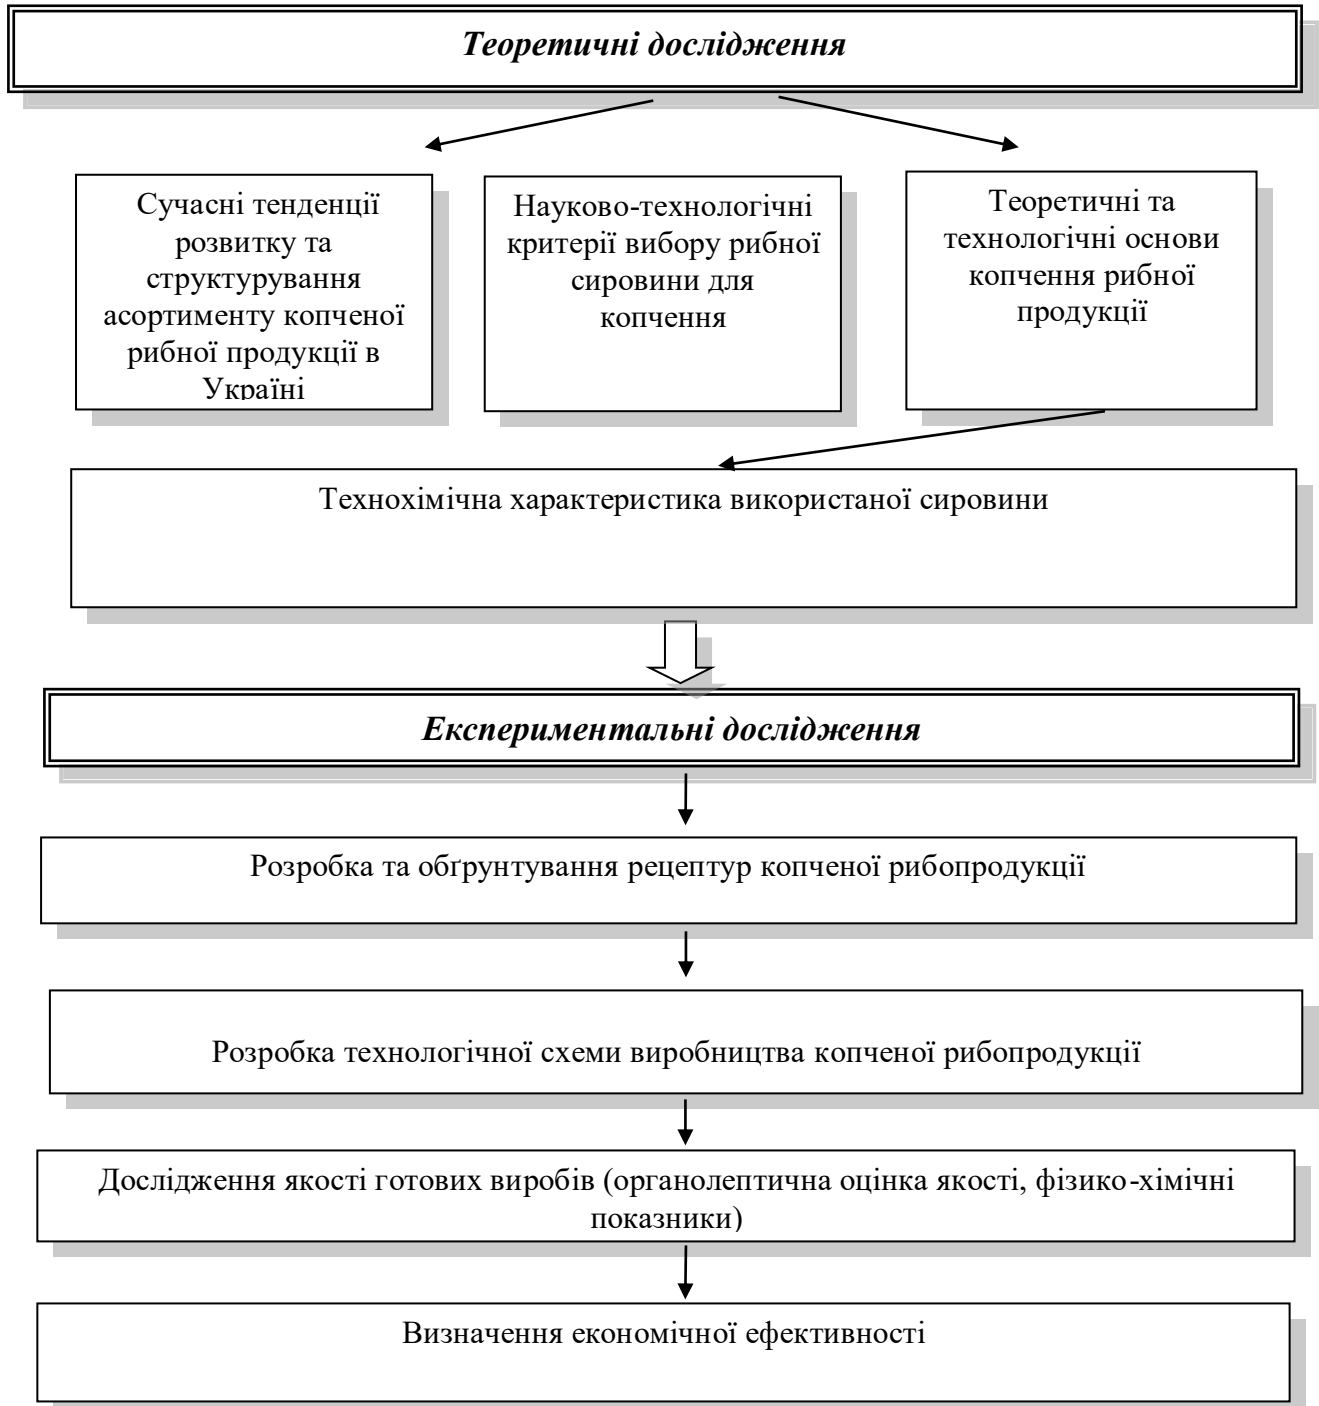 Теоретичні дослідження
Сучасні тенденції
розвитку та
структурування
асортименту копченої
рибної продукції в
Україні
Науково-технологічні
критерії вибору рибної
сировини для
копчення
Теоретичні та
технологічні основи
копчення рибної
продукції
Технохімічна характеристика використаної сировини
Експериментальні дослідження
Розробка та обґрунтування рецептур копченої рибопродукції
Розробка технологічної схеми виробництва копченої рибопродукції
Дослідження якості готових виробів (органолептична оцінка якості, фізико-хімічні
показники)
Визначення економічної ефективності